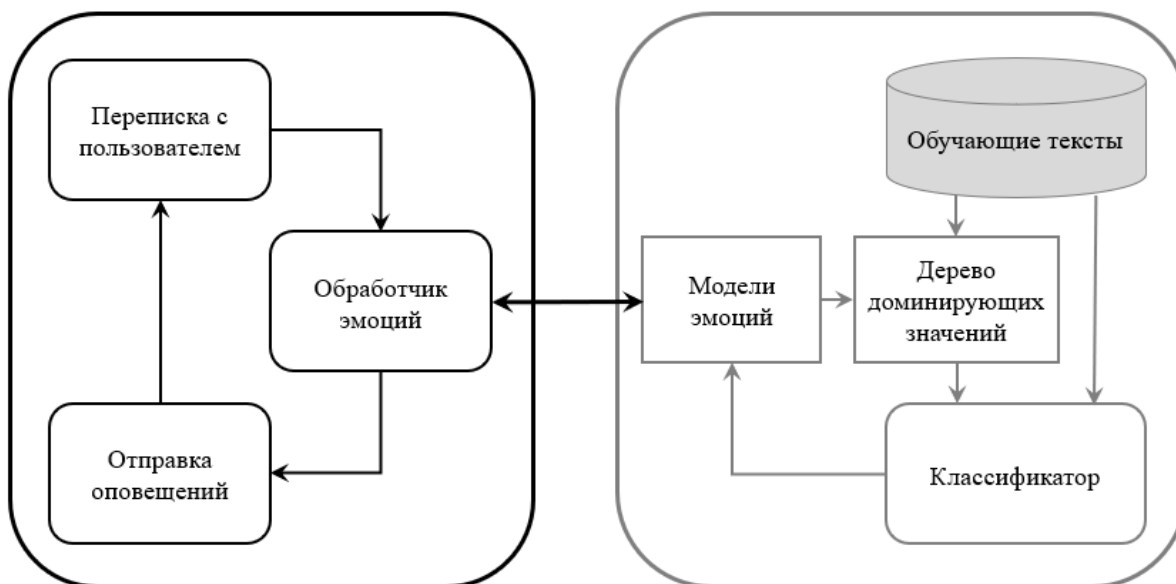 Переписка с
пользователем
Обработчик
эмоций
Отправка
оповещений
Обучающие тексты
Модели
эмоций
Дерево
доминирующих
значений
Классификатор